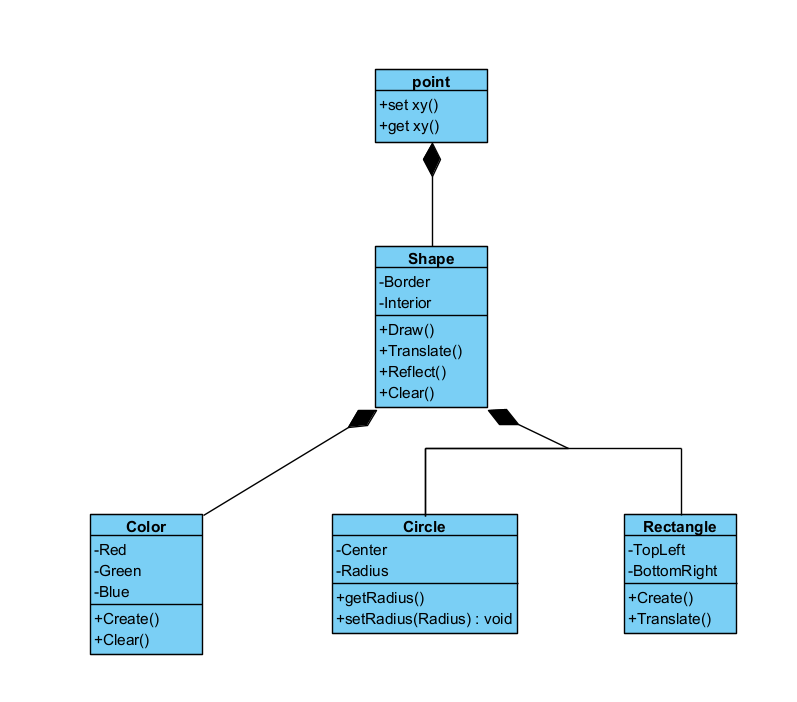 point
+set xy()
+get xy()
Shape
-Border
-Interior
+Draw()
+Translate()
+Reflect()
+Clear()
Color
-Red
-Green
-Blue
+Create()
+Clear()
Circle
-Center
-Radius
+getRadius()
+setRadius(Radius) : void
Rectangle
-TopLeft
-BottomRight
+Create()
+Translate()